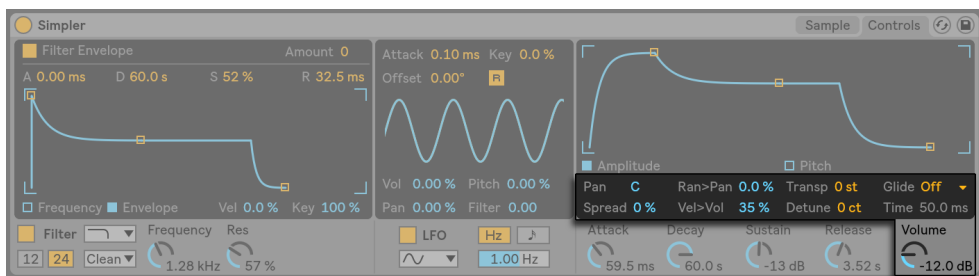 Simpler Sample Controls
Filter Envelope Amount 0
A 0.00 ms D 60.0 s S 52 % R 32.5 ms
Frequency Envelope Vel 0.0 % Key 100 %
Attack 0.10 ms Key 0.0 %
Offset 0.00° R
Vol 0.00 % Pitch 0.00 %
Pan 0.00 % Filter 0.00
Amplitude Pitch
Pan C Ran>Pan 0.0 % Transp 0 st Glide Off
Spread 0 % Vel>Vol 35 % Detune 0 ct Time 50.0 ms
Filter Frequency Res
12 24 Clean 1.28 kHz 57 %
LFO Hz
1.00 Hz
Attack Decay Sustain Release Volume
59.5 ms 60.0 s -13 dB 3.52 s -12.0 dB